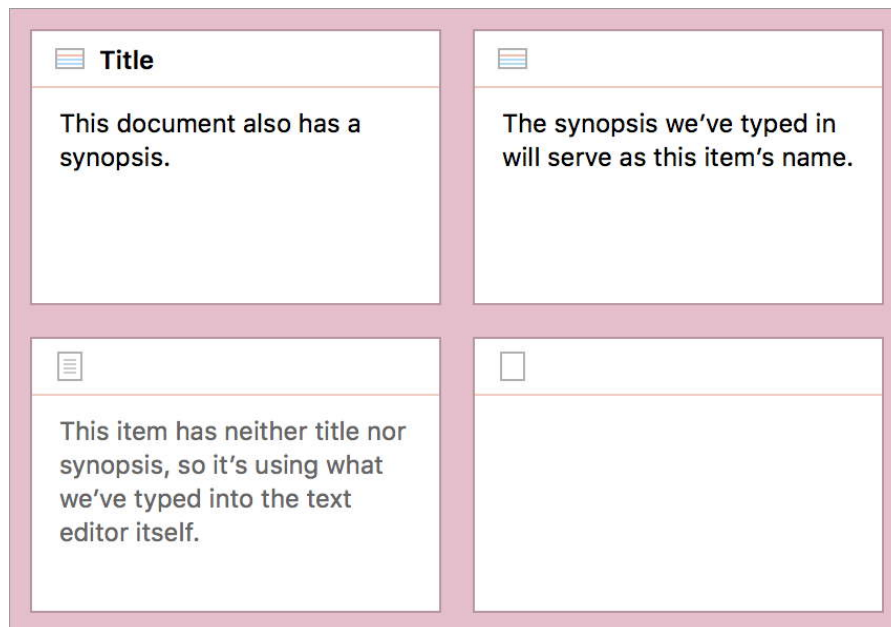 Title
This document also has a
synopsis.
The synopsis we’ve typed in
will serve as this item’s name.
This item has neither title nor
synopsis, so it’s using what
we’ve typed into the text
editor itself.